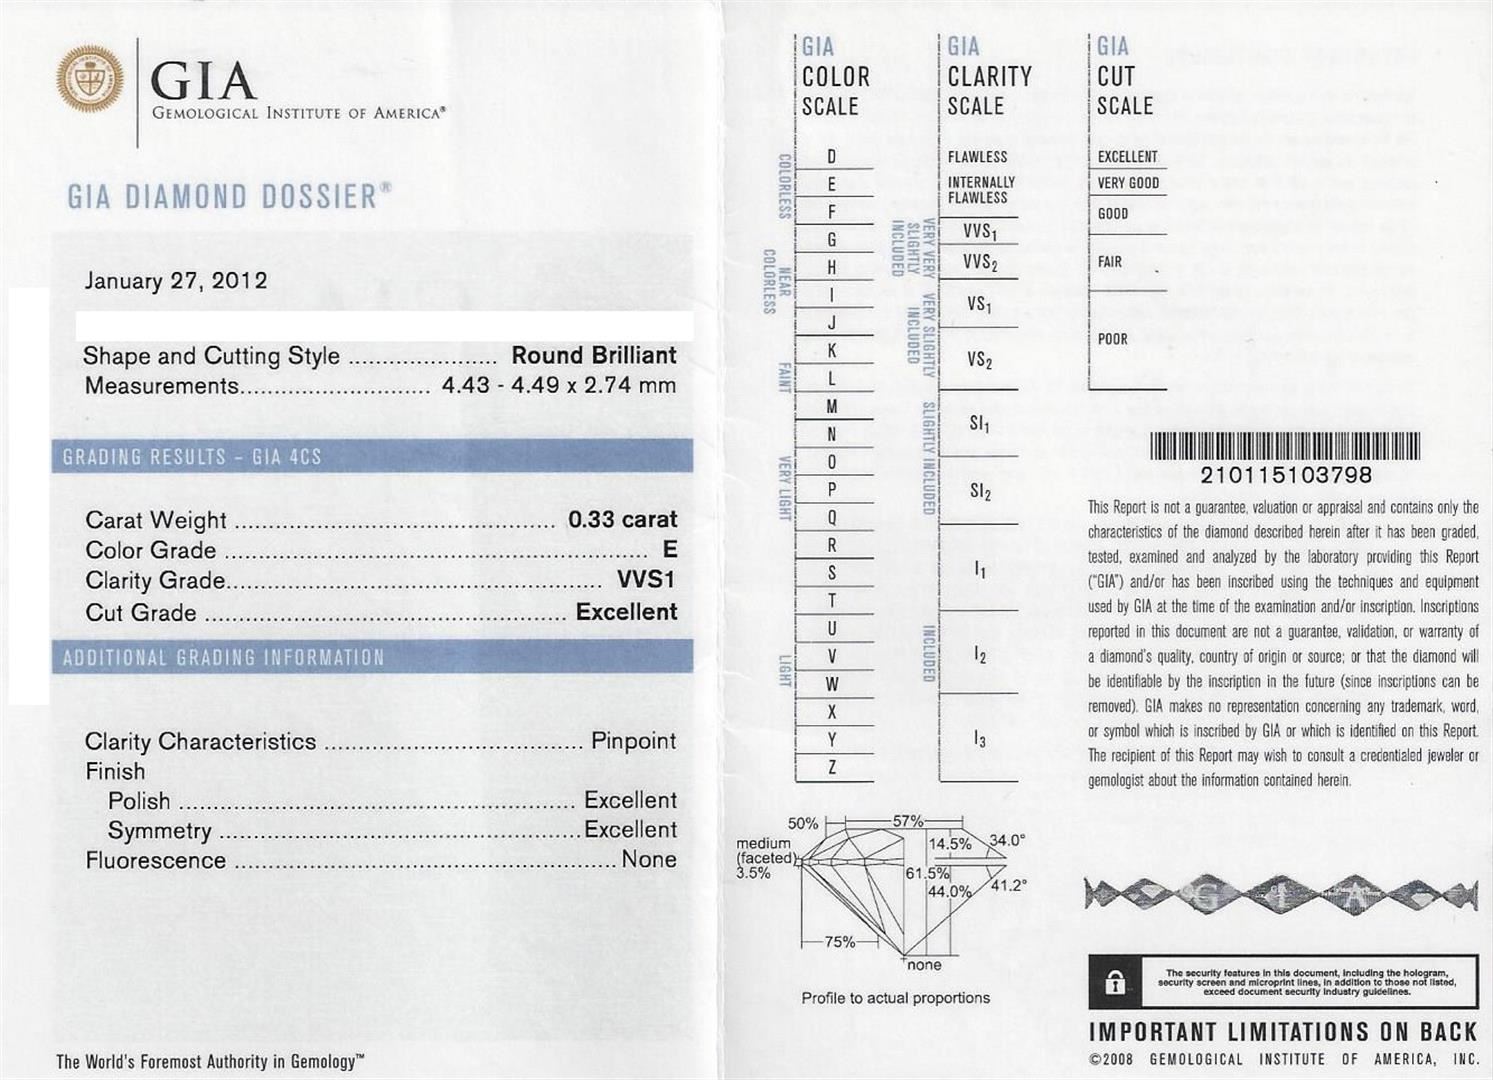 GIA
GEMOLOGICAL INSTITUTE OF AMERICA®
GIA DIAMOND DOSSIER®
January 27, 2012
Shape and Cutting Style ...................... Round Brilliant
Measurements............................ 4.43 - 4.49 x 2.74 mm
GRADING RESULTS – GIA 4CS
Carat Weight ................................................ 0.33 carat
Color Grade ............................................................... E
Clarity Grade........................................................ VVS1
Cut Grade ...................................................... Excellent
ADDITIONAL GRADING INFORMATION
Clarity Characteristics ...................................... Pinpoint
Finish
Polish ........................................................... Excellent
Symmetry ..................................................... Excellent
Fluorescence ........................................................ None
The World's Foremost Authority in Gemology™
GIA
COLOR
SCALE
COLORLESS
D
E
F
NEAR
COLORLESS
G
H
I
J
FAINT
K
L
M
VERY LIGHT
N
O
P
Q
R
LIGHT
S
T
U
V
W
X
Y
Z
GIA
CLARITY
SCALE
FLAWLESS
INTERNALLY
FLAWLESS
VERY VERY
SLIGHTLY
INCLUDED
VVS1
VVS2
VERY SLIGHTLY
INCLUDED
VS1
VS2
SLIGHTLY INCLUDED
SI1
SI2
INCLUDED
I1
I2
I3
GIA
CUT
SCALE
EXCELLENT
VERY GOOD
GOOD
FAIR
POOR
50%
57%
medium
(faceted)
3.5%
14.5%
34.0°
61.5%
44.0%
41.2°
75%
none
Profile to actual proportions
210115103798
This Report is not a guarantee, valuation or appraisal and contains only the
characteristics of the diamond described herein after it has been graded,
tested, examined and analyzed by the laboratory providing this Report
("GIA") and/or has been inscribed using the techniques and equipment
used by GIA at the time of the examination and/or inscription. Inscriptions
reported in this document are not a guarantee, validation, or warranty of
a diamond's quality, country of origin or source; or that the diamond will
be identifiable by the inscription in the future (since inscriptions can be
removed). GIA makes no representation concerning any trademark, word,
or symbol which is inscribed by GIA or which is identified on this Report.
The recipient of this Report may wish to consult a credentialed jeweler or
gemologist about the information contained herein.
G I A
The security features in this document, including the hologram,
security screen and microprint lines, in addition to those not listed,
exceed document security industry guidelines.
IMPORTANT LIMITATIONS ON BACK
©2008 GEMOLOGICAL INSTITUTE OF AMERICA, INC.